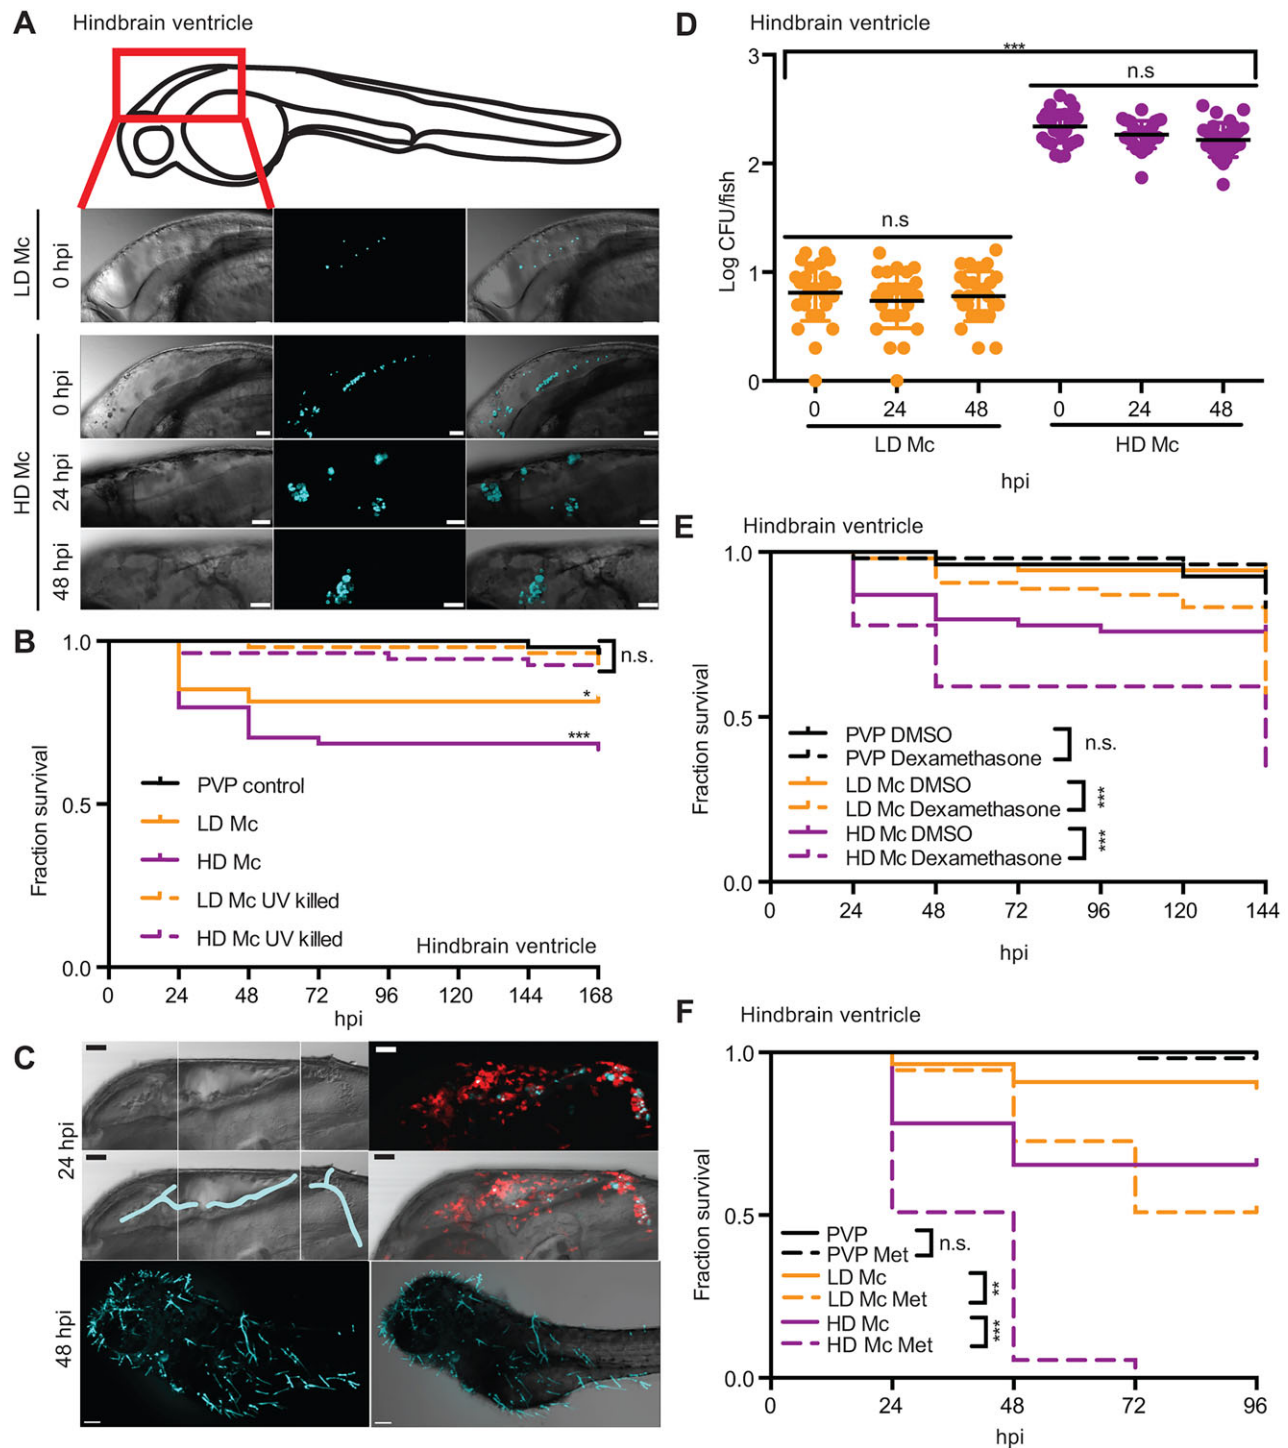 A Hindbrain ventricle
LD Mc
0 hpi
HD Mc
0 hpi
24 hpi
48 hpi
B
1.0
0.5
0.0
Fraction survival
n.s.
*
***
PVP control
LD Mc
HD Mc
LD Mc UV killed
HD Mc UV killed
Hindbrain ventricle
0 24 48 72 96 120 144 168
hpi
C
24 hpi
48 hpi
D Hindbrain ventricle
***
n.s
n.s
3
2
1
0
Log CFU/fish
0 24 48 0 24 48
LD Mc HD Mc
hpi
E Hindbrain ventricle
1.0
0.5
0.0
Fraction survival
PVP DMSO
PVP Dexamethasone
n.s.
LD Mc DMSO
LD Mc Dexamethasone
***
HD Mc DMSO
HD Mc Dexamethasone
***
0 24 48 72 96 120 144
hpi
F Hindbrain ventricle
1.0
0.5
0.0
Fraction survival
PVP
PVP Met
n.s.
LD Mc
LD Mc Met
**
HD Mc
HD Mc Met
***
0 24 48 72 96
hpi